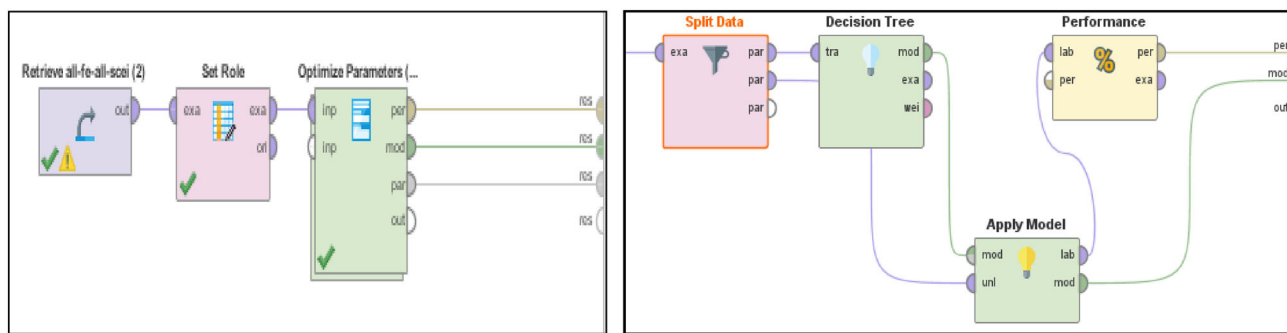 Retrieve all-fe-all-scei (2)
out
Set Role
exa exa
ori
Optimize Parameters (...
inp per
inp mod
par
out
res
res
res
res
Split Data
exa par
par
par
Decision Tree
tra mod
exa
wei
Performance
% 
lab per
per exa
Apply Model
mod lab
unl mod
per
mod
out